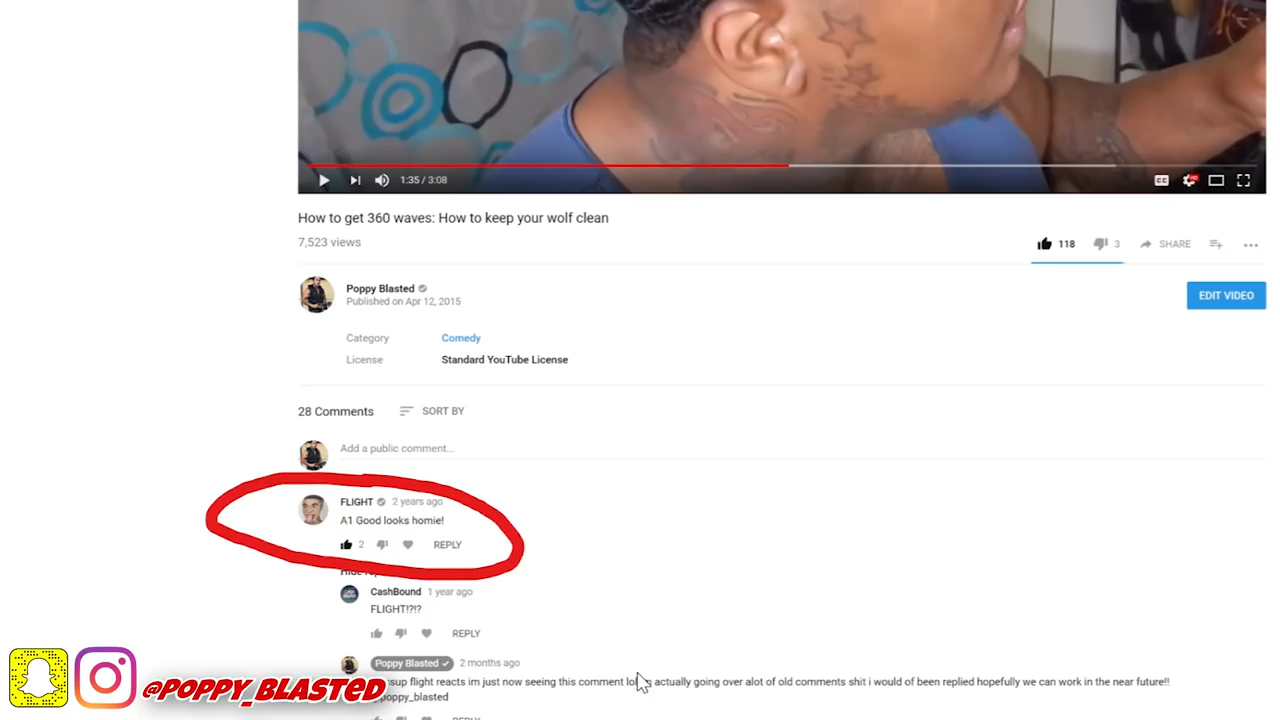 1:35 / 3:08
CC
HD
How to get 360 waves: How to keep your wolf clean
7,523 views
118
3
SHARE
Poppy Blasted
Published on Apr 12, 2015
EDIT VIDEO
Category Comedy
License Standard YouTube License
28 Comments
SORT BY
Add a public comment...
FLIGHT 2 years ago
A1 Good looks homie!
2 REPLY
CashBound 1 year ago
FLIGHT!?!?
REPLY
Poppy Blasted 2 months ago
flight reacts im just now seeing this comment actually going over alot of old comments shit i would of been replied hopefully we can work in the near future!!
poppy_blasted
@POPPY_BLASTED